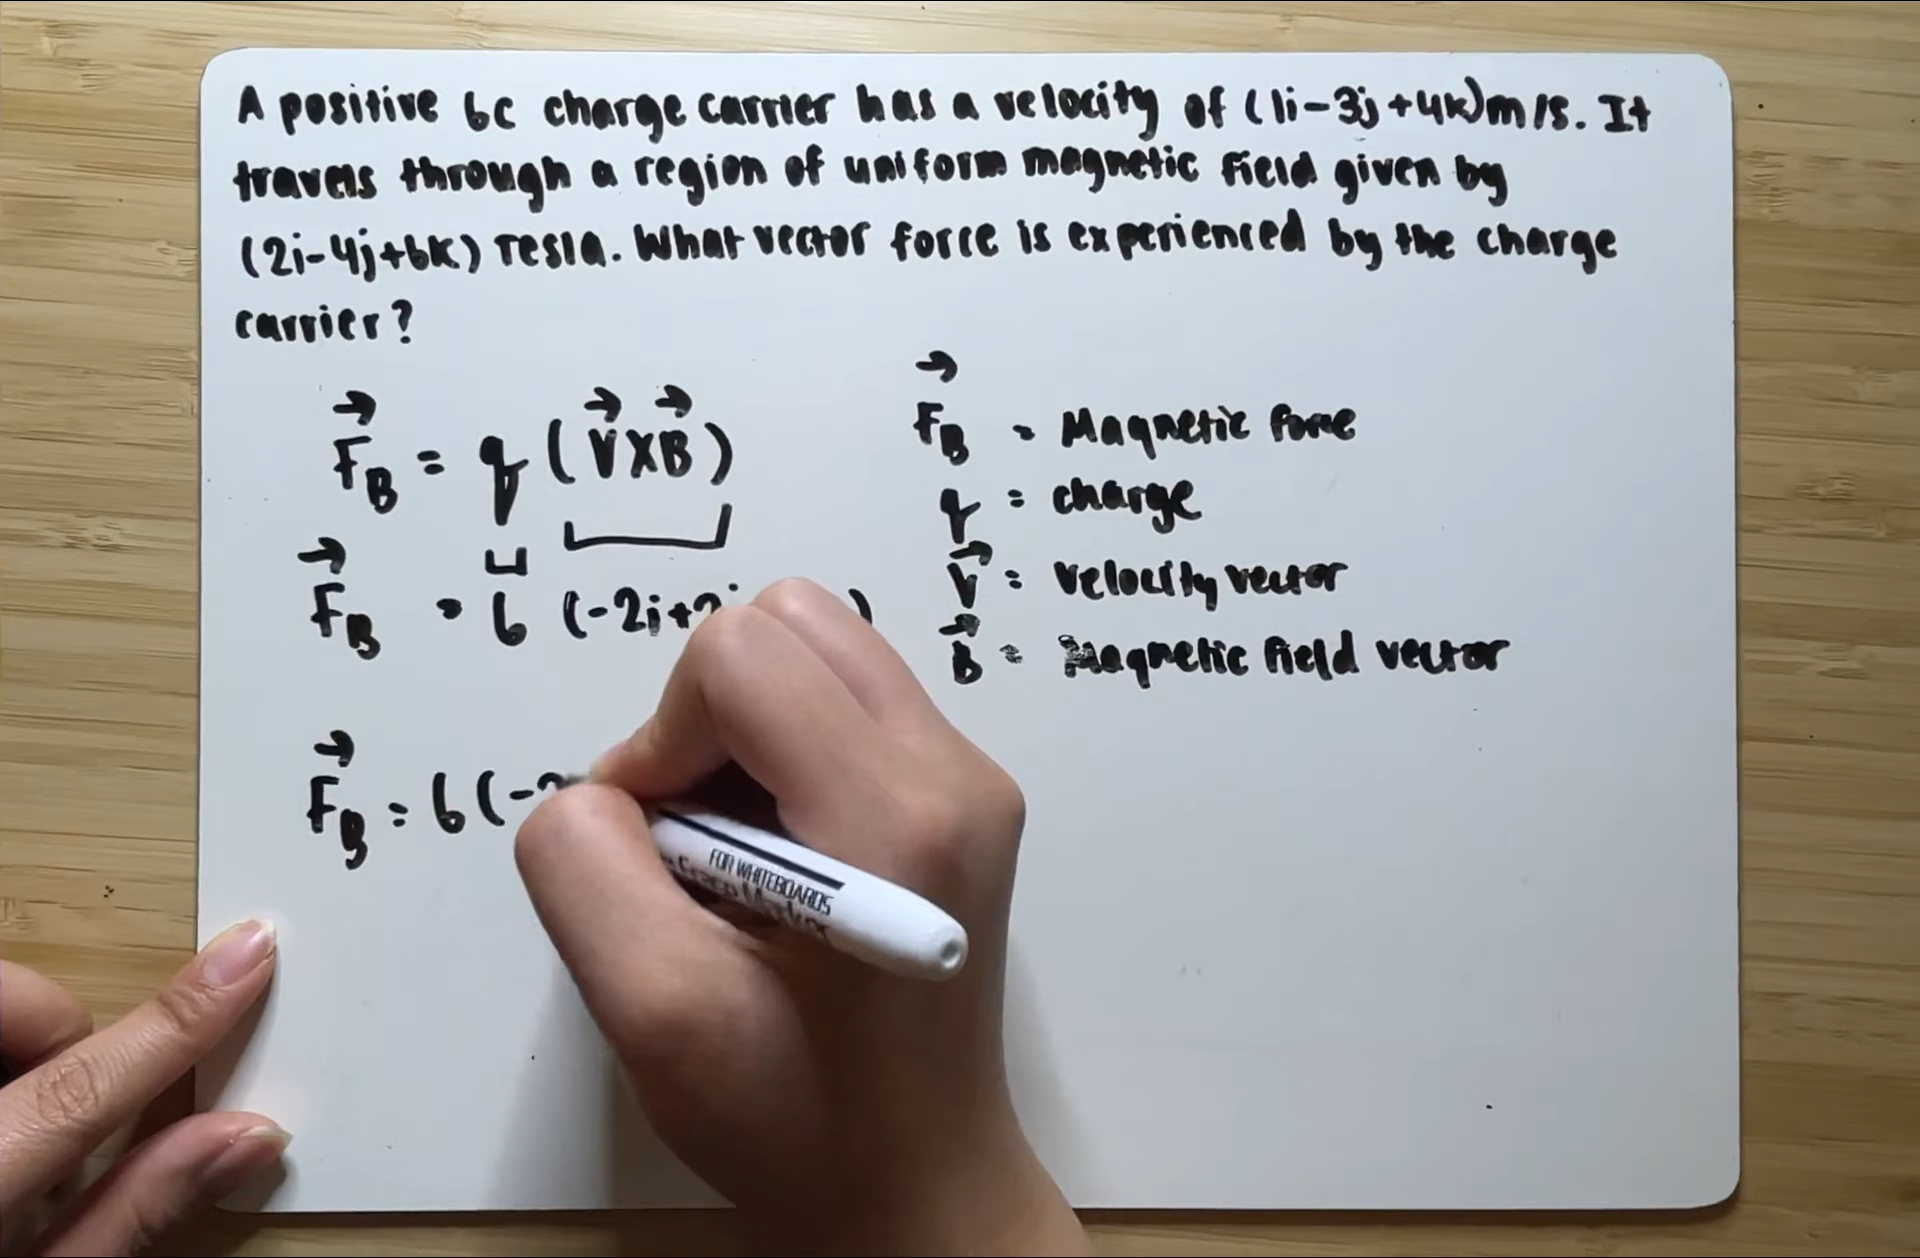 A positive 6C charge carrier has a velocity of (1i-3j+4k)m/s. It
travels through a region of uniform magnetic field given by
(2i-4j+6k) Tesla. What vector force is experienced by the charge
carrier?
F⃗B = q (V⃗xB⃗)
F⃗B = 6 (-2i+2j )
F⃗B = 6(-2
F⃗B = Magnetic force
q = charge
V⃗ = Velocity vector
B⃗ = Magnetic field vector
FOR WHITEBOARDS